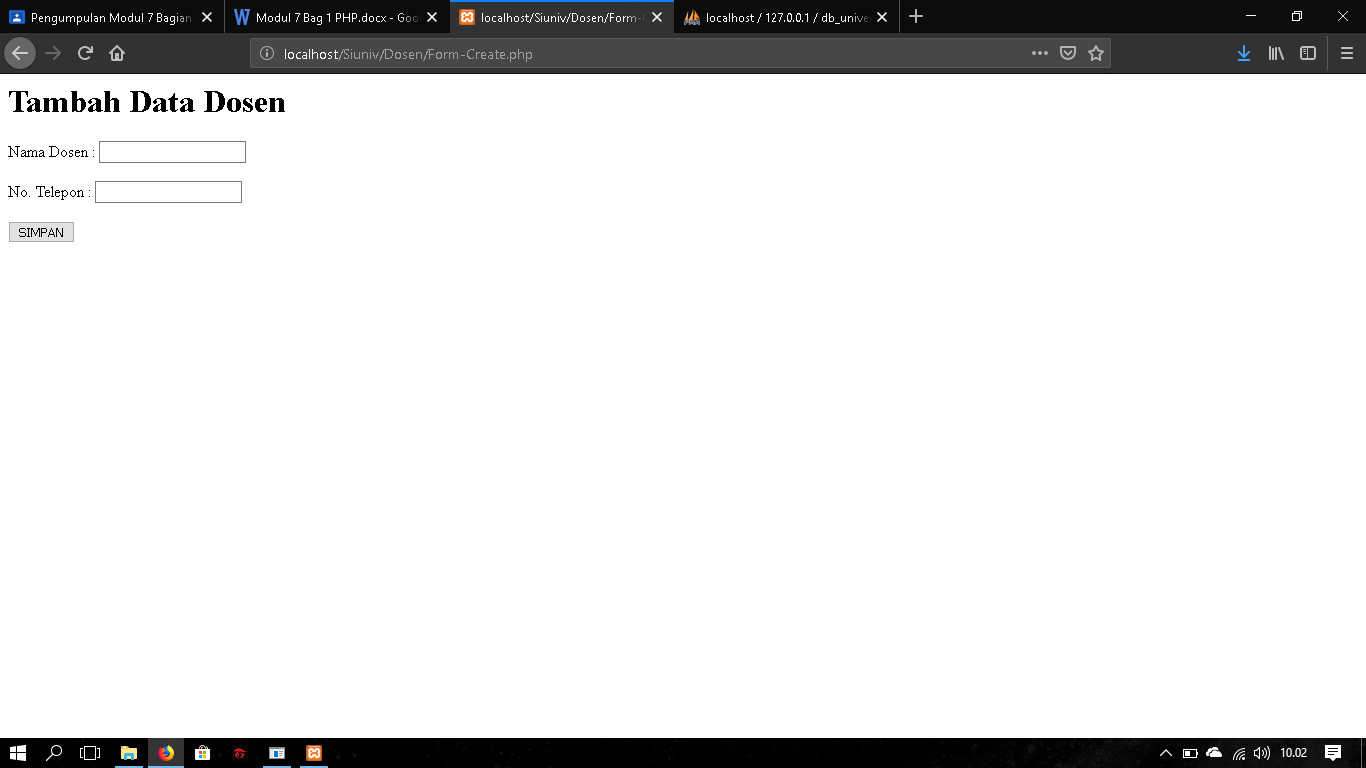 Pengumpulan Modul 7 Bagian
Modul 7 Bag 1 PHP.docx - Goo
localhost/Siuniv/Dosen/Form-C
localhost / 127.0.0.1 / db_univer
localhost/Siuniv/Dosen/Form-Create.php
Tambah Data Dosen
Nama Dosen :
No. Telepon :
SIMPAN
10.02